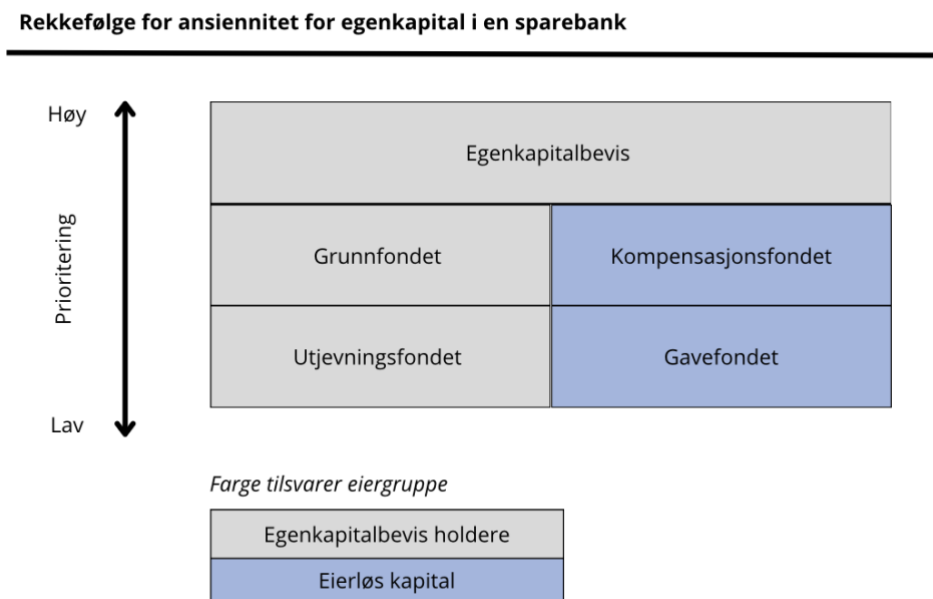 Rekkefølge for ansiennitet for egenkapital i en sparebank
Høy
Prioritering
Lav
Egenkapitalbevis
Grunnfondet
Kompensasjonsfondet
Utjevningsfondet
Gavefondet
Farge tilsvarer eiergruppe
Egenkapitalbevis holdere
Eierløs kapital